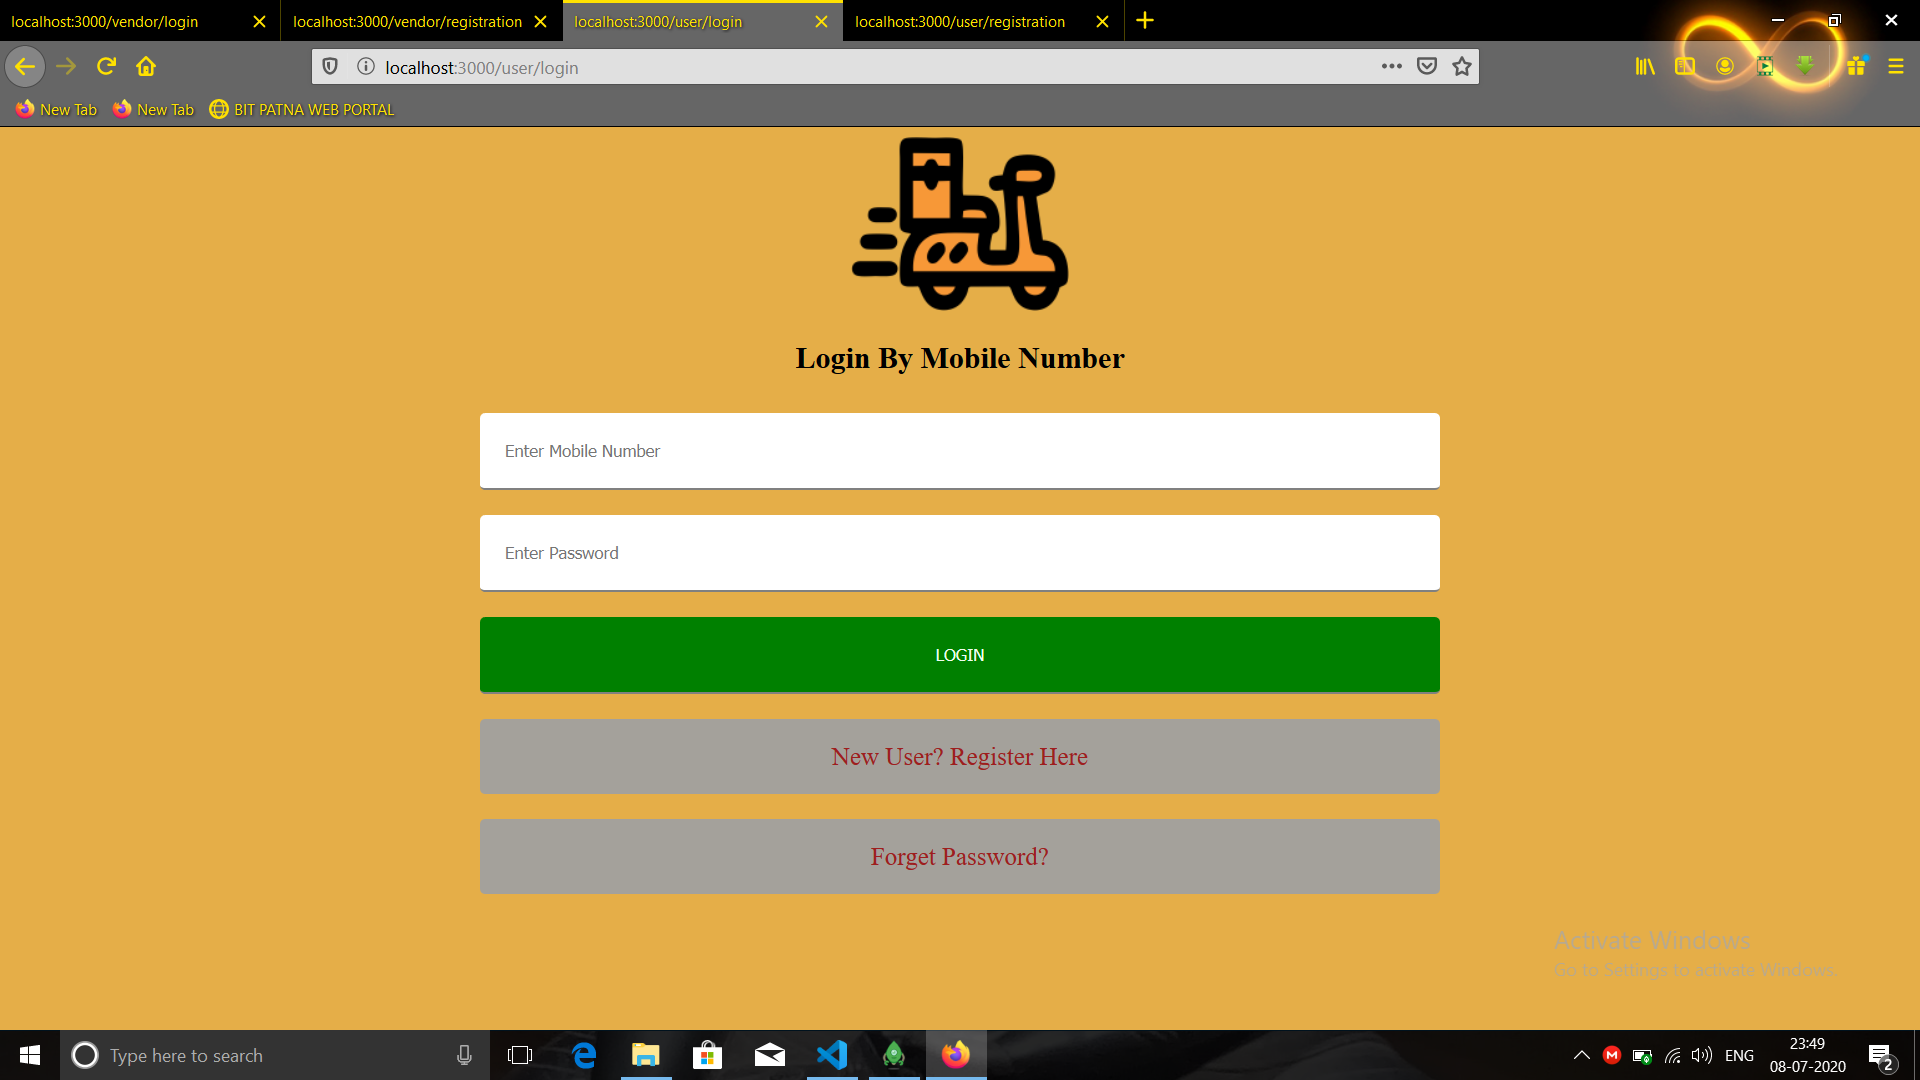 localhost:3000/vendor/login
localhost:3000/vendor/registration
localhost:3000/user/login
localhost:3000/user/registration
localhost:3000/user/login
New Tab
New Tab
BIT PATNA WEB PORTAL
Login By Mobile Number
Enter Mobile Number
Enter Password
LOGIN
New User? Register Here
Forget Password?
Activate Windows
Go to Settings to activate Windows.
Type here to search
ENG
23:49
08-07-2020
2